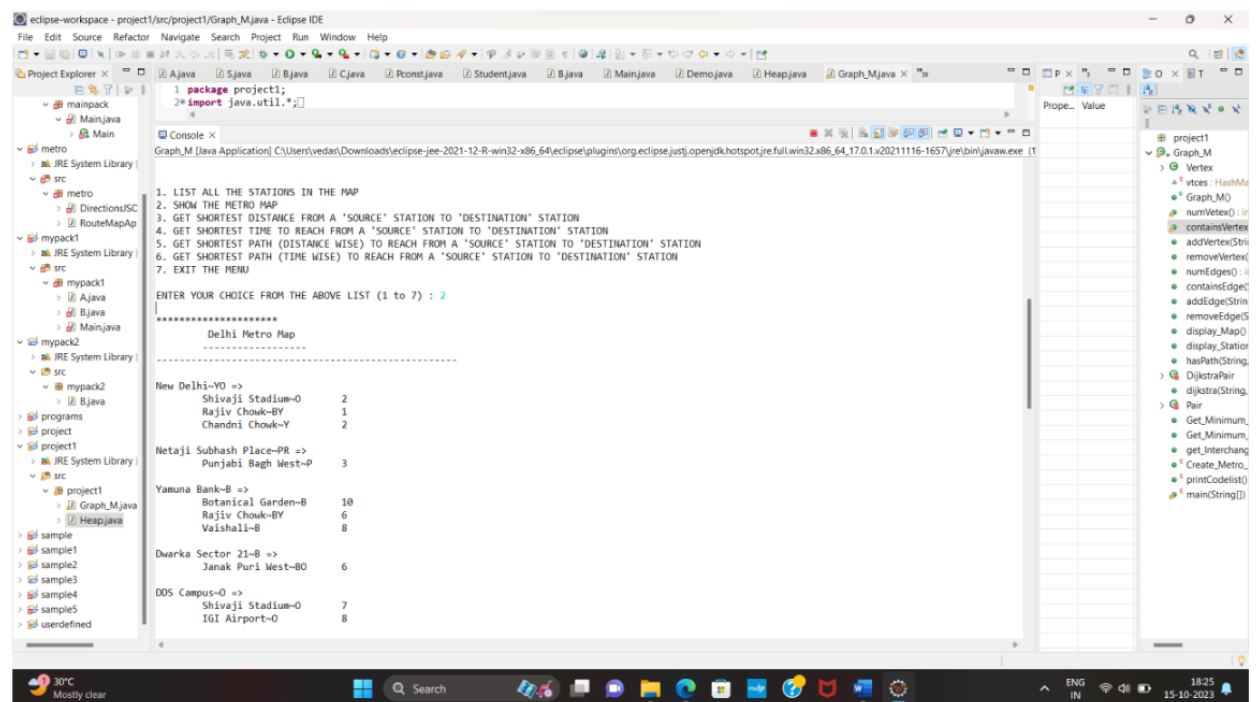 eclipse-workspace - project1/src/project1/Graph_M.java - Eclipse IDE
File Edit Source Refactor Navigate Search Project Run Window Help
Project Explorer
mainpack
Main.java
Main
metro
JRE System Library
src
metro
DirectionsJSC
RouteMapAp
mypack1
JRE System Library
src
mypack1
A.java
B.java
Main.java
mypack2
JRE System Library
src
mypack2
B.java
programs
project
project1
JRE System Library
src
project1
Graph_M.java
Heap.java
sample
sample1
sample2
sample3
sample4
sample5
userdefined
A.java S.java B.java C.java Pconst.java Student.java B.java Main.java Demo.java Heap.java Graph_M.java
1 package project1;
2 import java.util.*;
Console
Graph_M [Java Application] C:\Users\vedas\Downloads\eclipse-jee-2021-12-R-win32-x86_64\eclipse\plugins\org.eclipse.justj.openjdk.hotspot.jre.full.win32.x86_64_17.0.1.v20211116-1657\jre\bin\javaw.exe (1
1. LIST ALL THE STATIONS IN THE MAP
2. SHOW THE METRO MAP
3. GET SHORTEST DISTANCE FROM A 'SOURCE' STATION TO 'DESTINATION' STATION
4. GET SHORTEST TIME TO REACH FROM A 'SOURCE' STATION TO 'DESTINATION' STATION
5. GET SHORTEST PATH (DISTANCE WISE) TO REACH FROM A 'SOURCE' STATION TO 'DESTINATION' STATION
6. GET SHORTEST PATH (TIME WISE) TO REACH FROM A 'SOURCE' STATION TO 'DESTINATION' STATION
7. EXIT THE MENU
ENTER YOUR CHOICE FROM THE ABOVE LIST (1 to 7) : 2
*********************
Delhi Metro Map
------------------
----------------------------------------------------
New Delhi~YO =>
Shivaji Stadium~O 2
Rajiv Chowk~BY 1
Chandni Chowk~Y 2
Netaji Subhash Place~PR =>
Punjabi Bagh West~P 3
Yamuna Bank~B =>
Botanical Garden~B 10
Rajiv Chowk~BY 6
Vaishali~B 8
Dwarka Sector 21~B =>
Janak Puri West~BO 6
DDS Campus~O =>
Shivaji Stadium~O 7
IGI Airport~O 8
P
Prope... Value
O T
project1
Graph_M
Vertex
vtces : HashMa
Graph_M()
numVetex() : in
containsVertex
addVertex(Strin
removeVertex(
numEdges() : in
containsEdge(S
addEdge(Strin
removeEdge(S
display_Map()
display_Station
hasPath(String,
DijkstraPair
dijkstra(String,
Pair
Get_Minimum_
Get_Minimum_
get_Interchang
Create_Metro_
printCodelist()
main(String[])
1
30°C
Mostly clear
Search
ENG
IN
18:25
15-10-2023